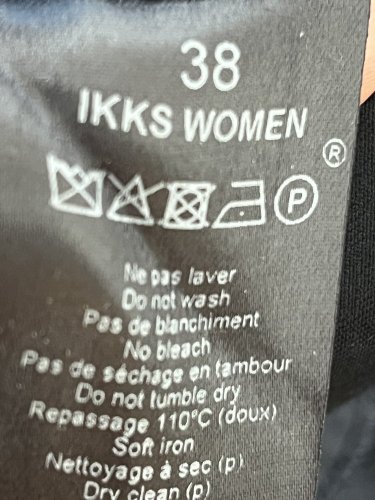 38
IKKS WOMEN
®
P
Ne pas laver
Do not wash
Pas de blanchiment
No bleach
Pas de séchage en tambour
Do not tumble dry
Repassage 110°C (doux)
Soft iron
Nettoyage à sec (p)
Dry clean (p)